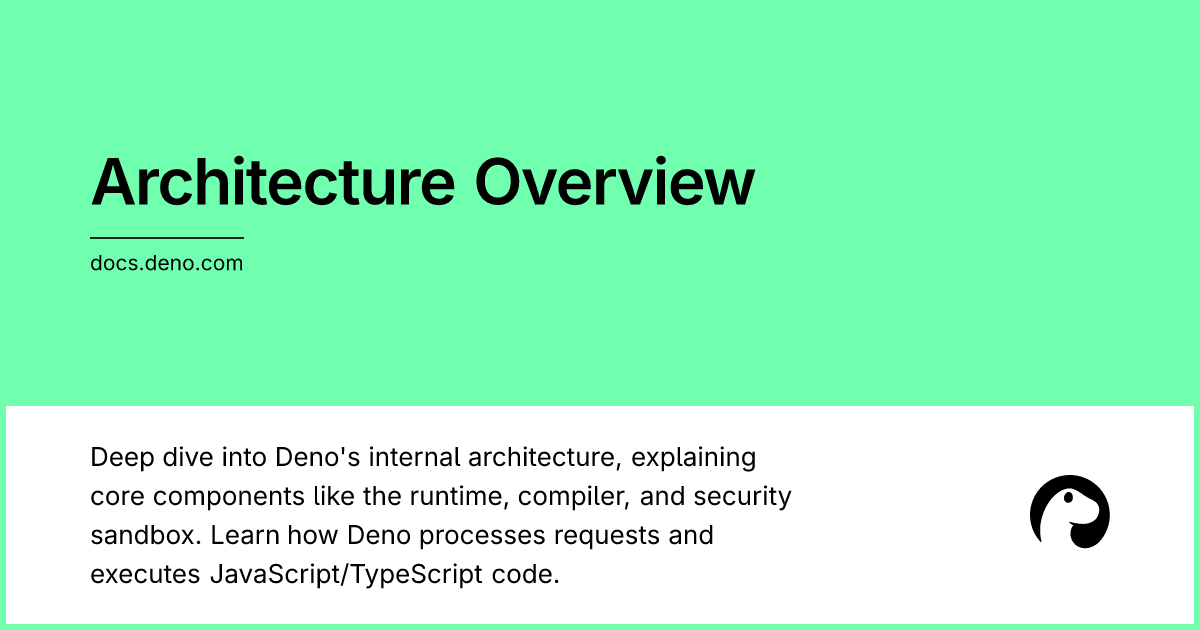 Architecture Overview
docs.deno.com
Deep dive into Deno's internal architecture, explaining
core components like the runtime, compiler, and security
sandbox. Learn how Deno processes requests and
executes JavaScript/TypeScript code.